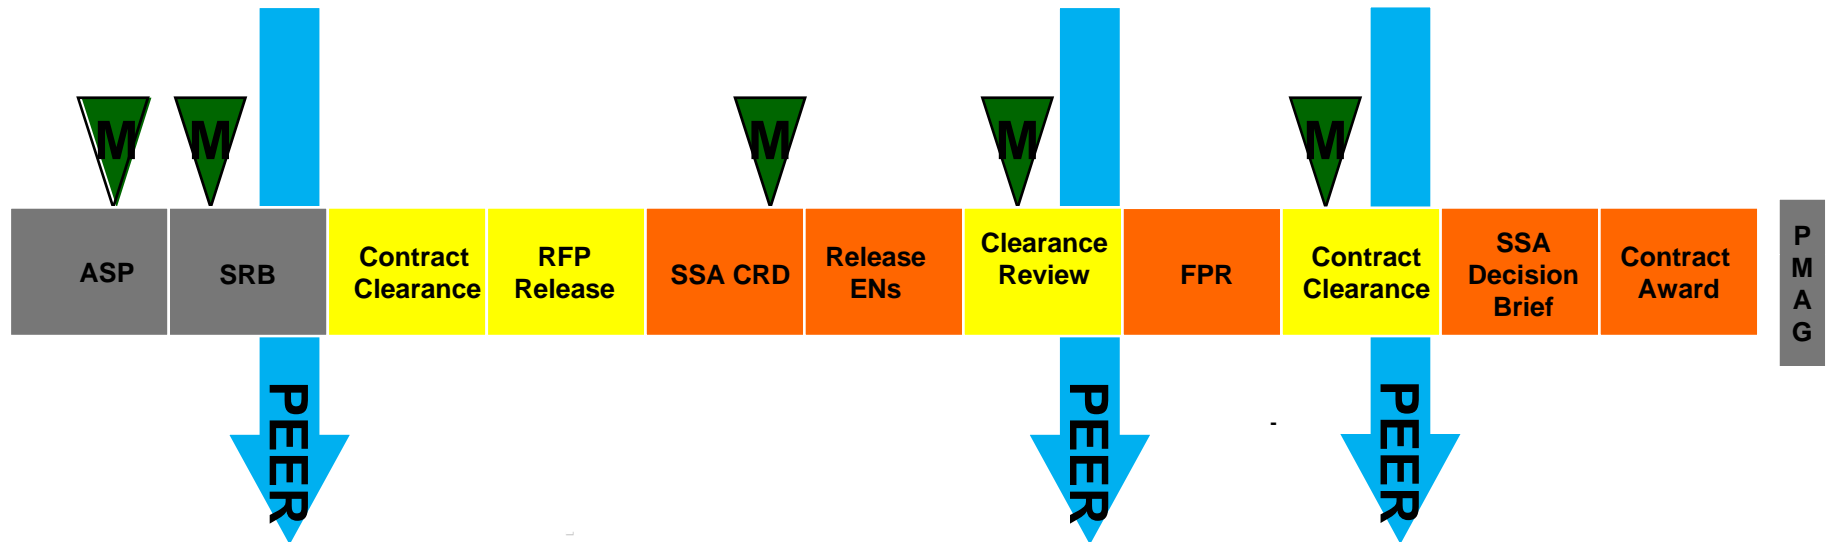 M
M
M
M
M
ASP
SRB
Contract
Clearance
RFP
Release
SSA CRD
Release
ENs
Clearance
Review
FPR
Contract
Clearance
SSA
Decision
Brief
Contract
Award
P
M
A
G
PEER
PEER
PEER
-